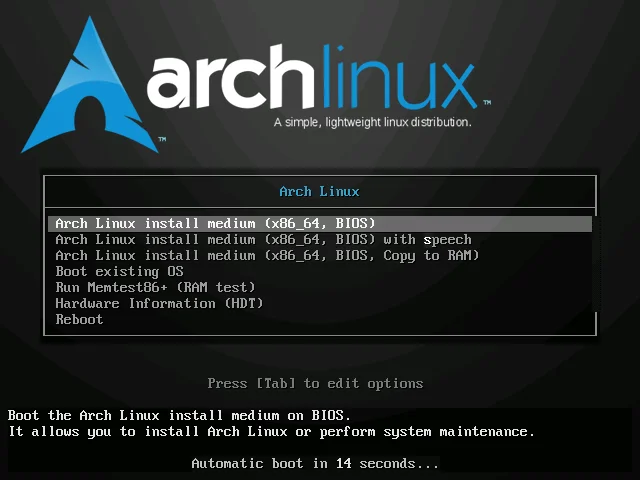 archlinux™
A simple, lightweight linux distribution.
™
Arch Linux
Arch Linux install medium (x86_64, BIOS)
Arch Linux install medium (x86_64, BIOS) with speech
Arch Linux install medium (x86_64, BIOS, Copy to RAM)
Boot existing OS
Run Memtest86+ (RAM test)
Hardware Information (HDT)
Reboot
Press [Tab] to edit options
Boot the Arch Linux install medium on BIOS.
It allows you to install Arch Linux or perform system maintenance.
Automatic boot in 14 seconds...